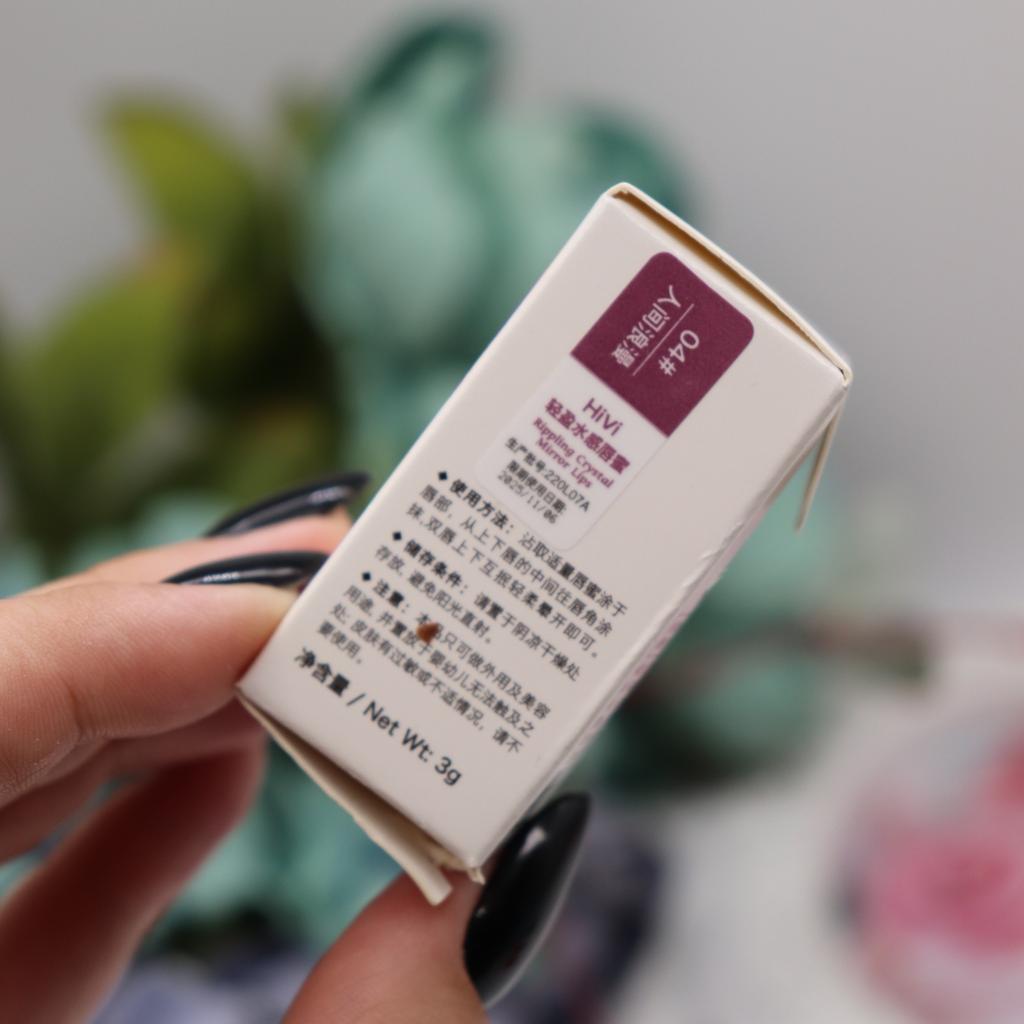 04#
人间浪漫
HiVi
轻盈水感唇蜜
Rippling Crystal
Mirror Lips
生产批号:220L07A
限期使用日期:
2025/11/06
◆ 使用方法：沾取适量唇蜜涂于
唇部，从上下唇的中间往唇角涂
抹,双唇上下互抿轻柔晕开即可。
◆ 储存条件：请置于阴凉干燥处
存放,避免阳光直射。
◆ 注意：本品只可做外用及美容
用途,并置放于婴幼儿无法触及之
处;皮肤有过敏或不适情况，请不
要使用。
净含量 / Net Wt: 3g